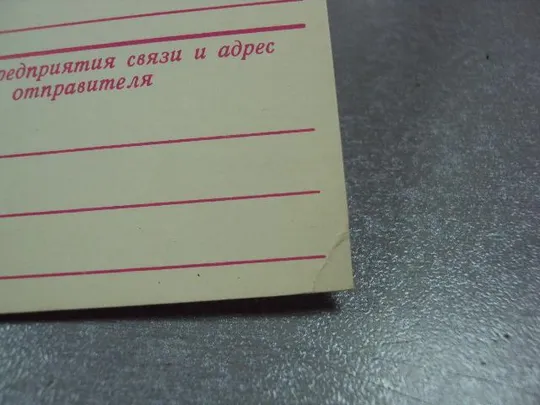 редприятия связи и адрес
отправителя